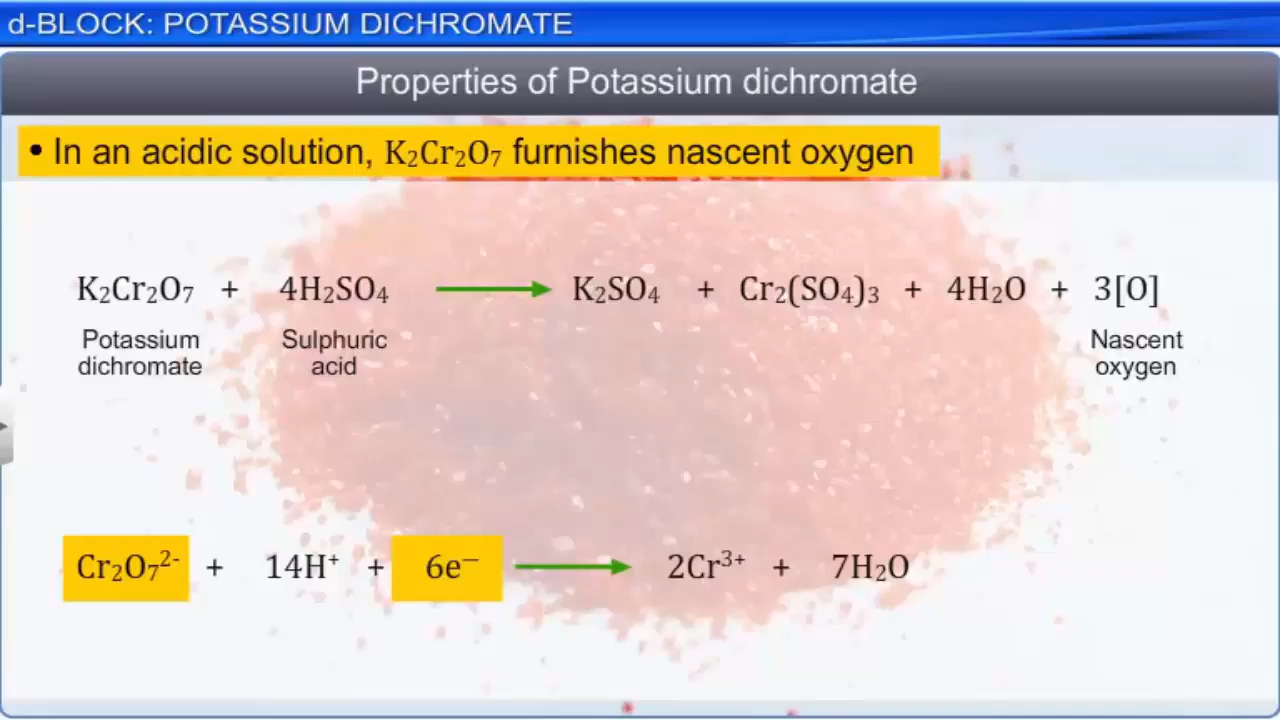 d-BLOCK: POTASSIUM DICHROMATE
Properties of Potassium dichromate
• In an acidic solution, K₂Cr₂O₇ furnishes nascent oxygen
K₂Cr₂O₇ + 4H₂SO₄ ⟶ K₂SO₄ + Cr₂(SO₄)₃ + 4H₂O + 3[O]
Potassium dichromate
Sulphuric acid
Nascent oxygen
Cr₂O₇²⁻ + 14H⁺ + 6e⁻ ⟶ 2Cr³⁺ + 7H₂O